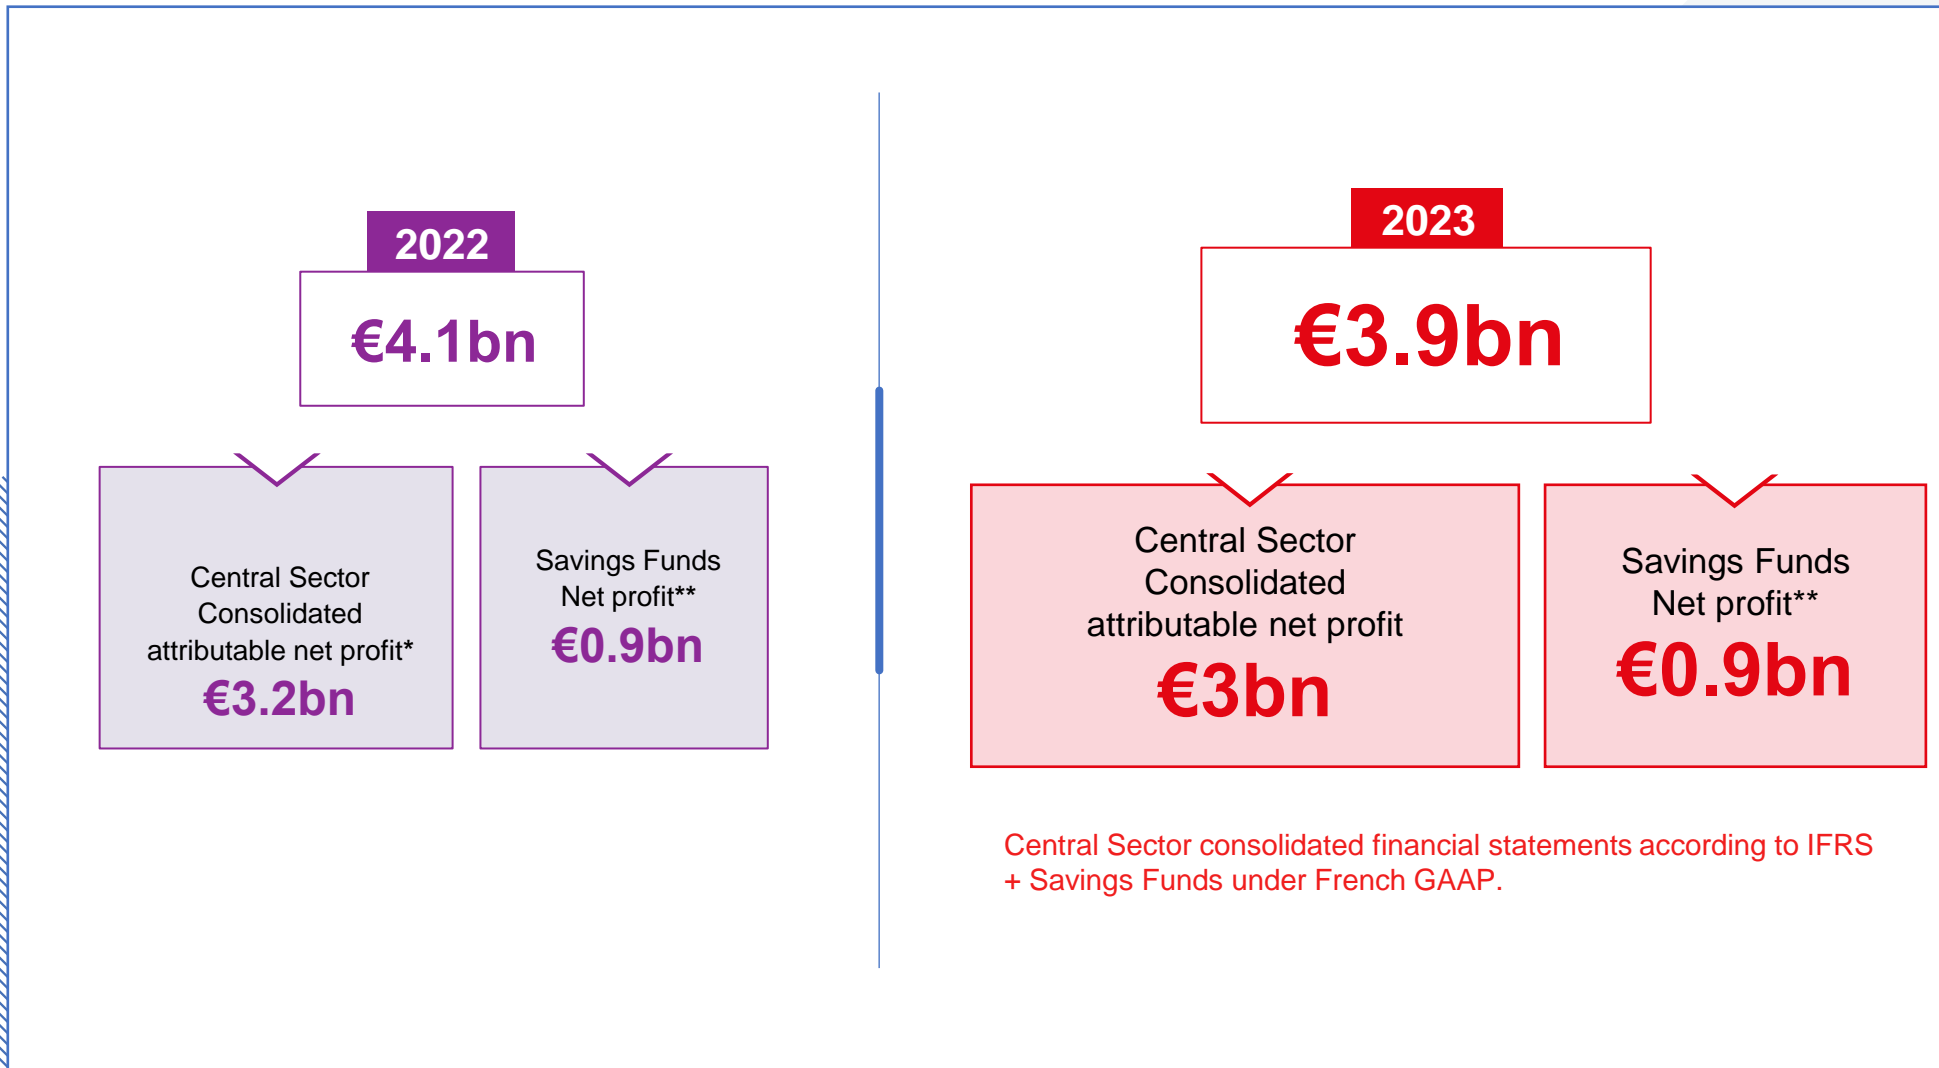 2022
€4.1bn
Central Sector
Consolidated
attributable net profit*
€3.2bn
Savings Funds
Net profit**
€0.9bn
2023
€3.9bn
Central Sector
Consolidated
attributable net profit
€3bn
Savings Funds
Net profit**
€0.9bn
Central Sector consolidated financial statements according to IFRS
+ Savings Funds under French GAAP.